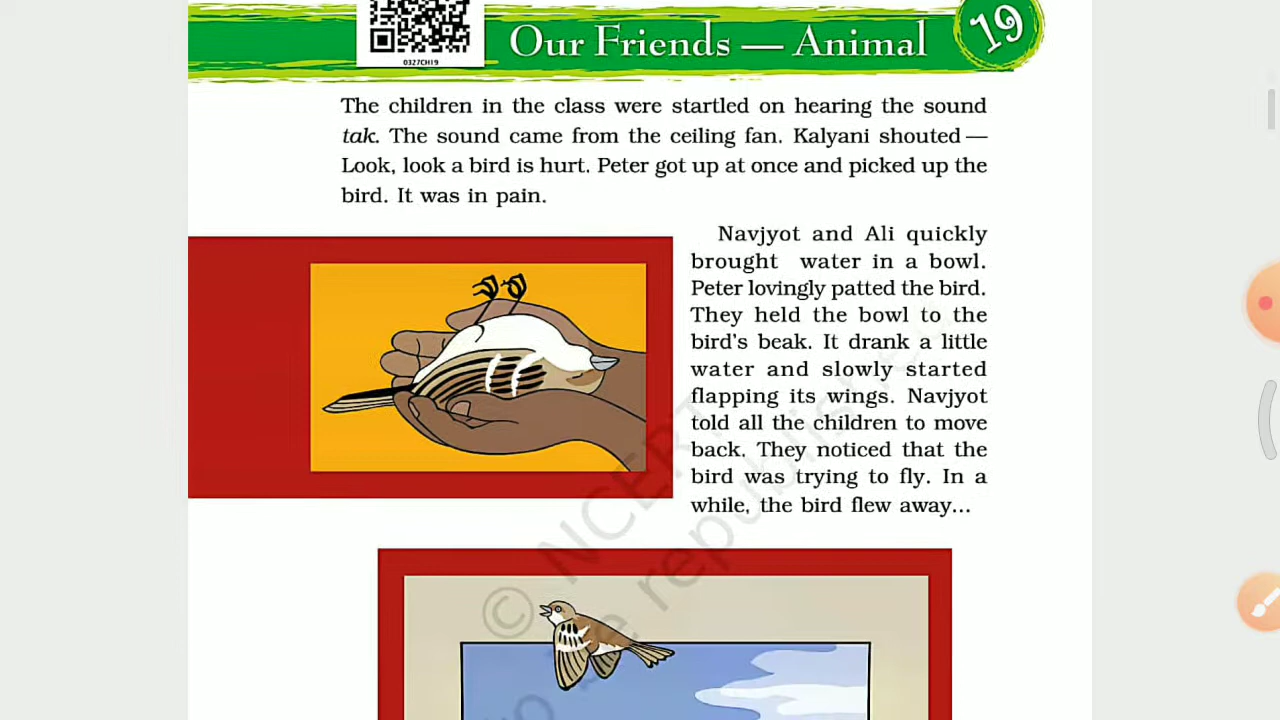 0327CH19
Our Friends — Animal
19
The children in the class were startled on hearing the sound
tak. The sound came from the ceiling fan. Kalyani shouted —
Look, look a bird is hurt. Peter got up at once and picked up the
bird. It was in pain.
Navjyot and Ali quickly
brought water in a bowl.
Peter lovingly patted the bird.
They held the bowl to the
bird's beak. It drank a little
water and slowly started
flapping its wings. Navjyot
told all the children to move
back. They noticed that the
bird was trying to fly. In a
while, the bird flew away...
© NCERT
to be republished